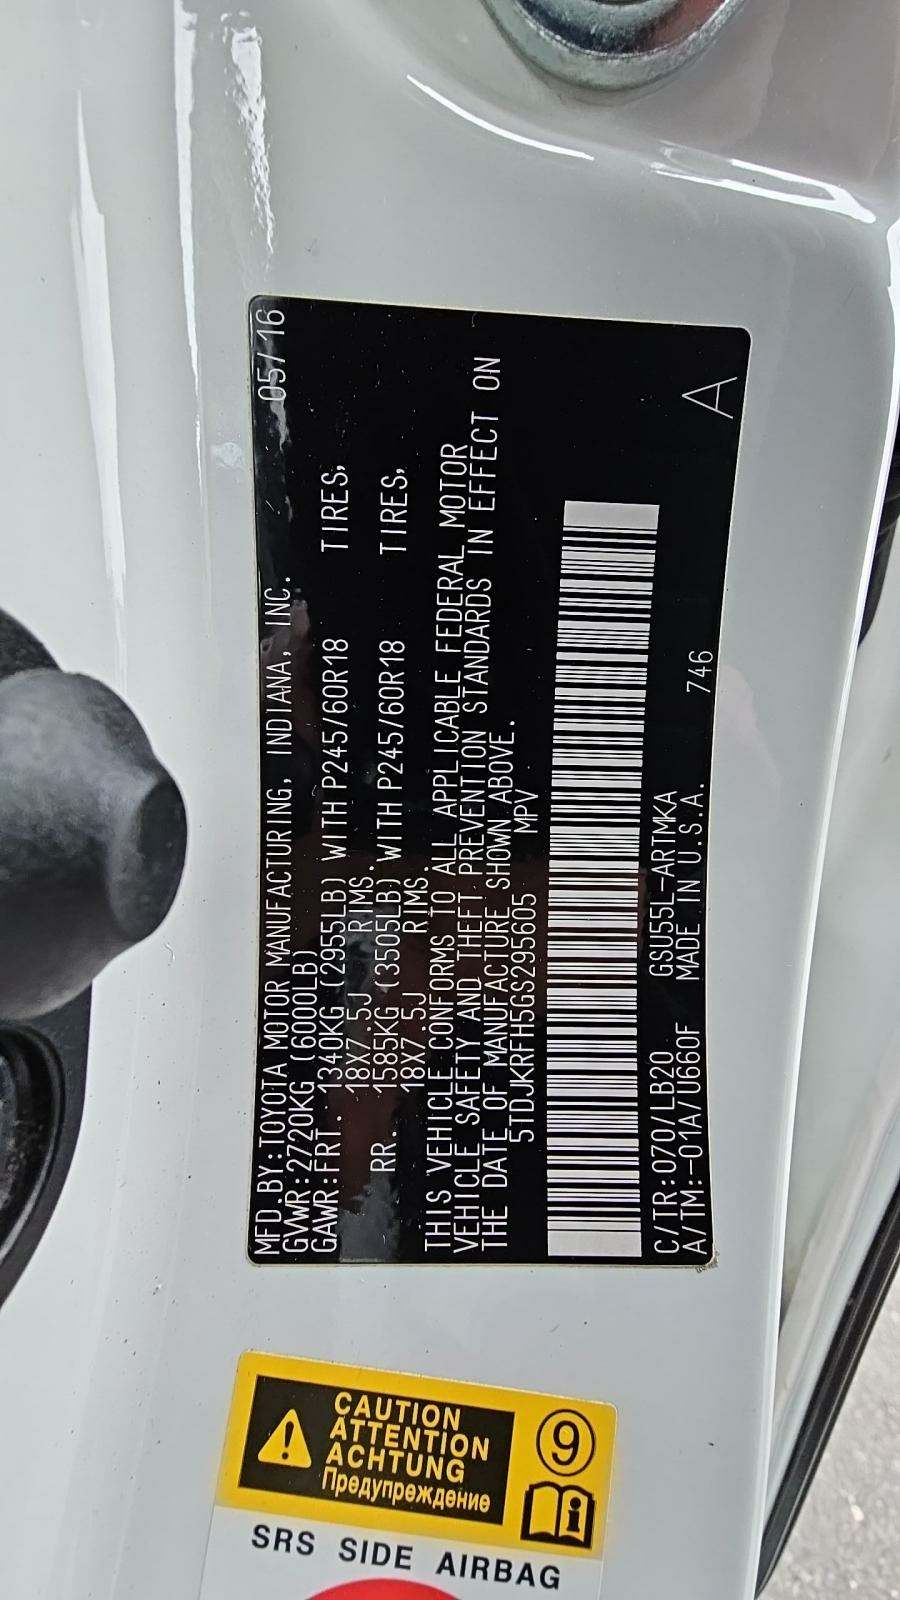 MFD.BY:TOYOTA MOTOR MANUFACTURING, INDIANA, INC. 05/16
GVWR:2720KG (6000LB)
GAWR:FRT. 1340KG (2955LB) WITH P245/60R18 TIRES,
18X7.5J RIMS.
RR. 1585KG (3505LB) WITH P245/60R18 TIRES,
18X7.5J RIMS.
THIS VEHICLE CONFORMS TO ALL APPLICABLE FEDERAL MOTOR
VEHICLE SAFETY AND THEFT PREVENTION STANDARDS IN EFFECT ON
THE DATE OF MANUFACTURE SHOWN ABOVE.
5TDJKRFH5GS295605 MPV
C/TR:070/LB20 GSU55L-ARTMKA
A/TM:-01A/U660F MADE IN U.S.A. 746 A
CAUTION
ATTENTION
ACHTUNG
Предупреждение
9
i
SRS SIDE AIRBAG